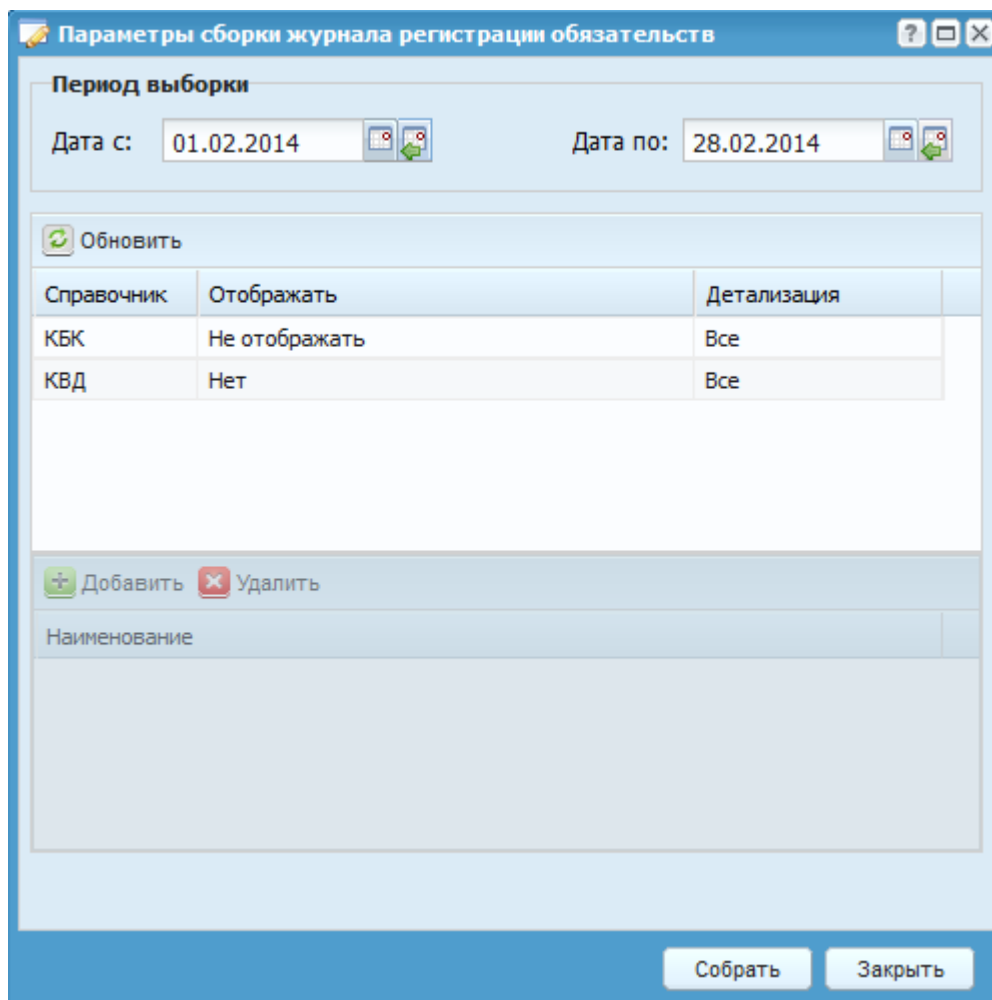 Параметры сборки журнала регистрации обязательств
Период выборки
Дата с: 01.02.2014 Дата по: 28.02.2014
Обновить
Справочник Отображать Детализация
КБК Не отображать Все
КВД Нет Все
Добавить Удалить
Наименование
Собрать Закрыть